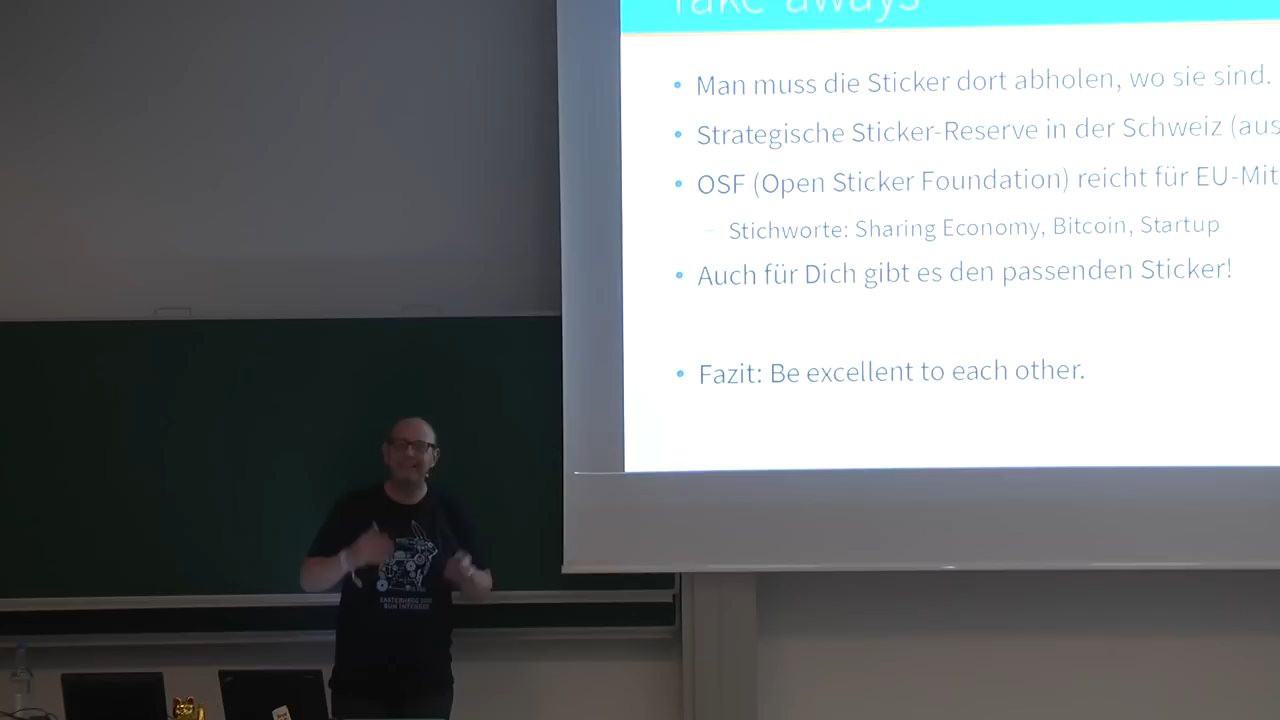 Take-aways
Man muss die Sticker dort abholen, wo sie sind.
Strategische Sticker-Reserve in der Schweiz (aus
OSF (Open Sticker Foundation) reicht für EU-Mit
Stichworte: Sharing Economy, Bitcoin, Startup
Auch für Dich gibt es den passenden Sticker!
Fazit: Be excellent to each other.